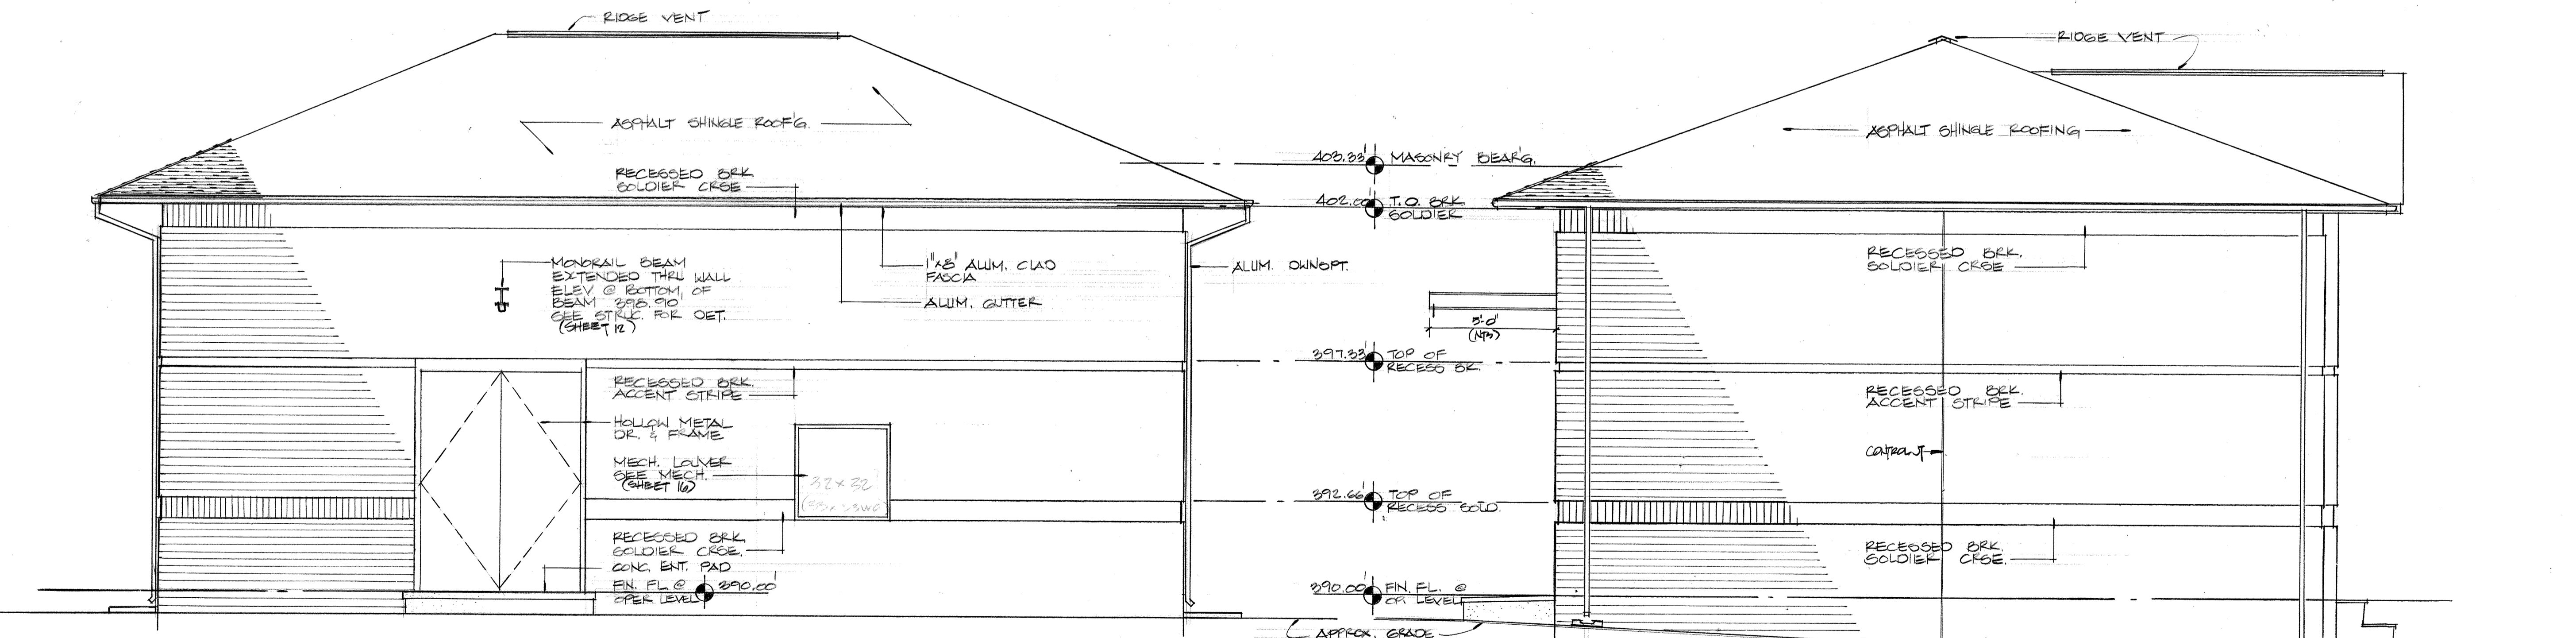 RIDGE VENT
ASPHALT SHINGLE ROOF'G.
RECESSED BRK.
SOLDIER CRSE
MONORAIL BEAM
EXTENDED THRU WALL
ELEV @ BOTTOM OF
BEAM 398.90'
SEE STRUC. FOR DET.
(SHEET 12)
1"x8" ALUM. CLAD
FASCIA
ALUM. GUTTER
ALUM. DWNSPT.
RECESSED BRK.
ACCENT STRIPE
HOLLOW METAL
DR. & FRAME
MECH. LOUVER
SEE MECH.
(SHEET 16)
32x32
RECESSED BRK.
SOLDIER CRSE.
CONC. ENT. PAD
FIN. FL. @
OPER LEVEL
390.00'
403.33' MASONRY BEAR'G.
402.00' T.O. BRK.
SOLDIER
5'-0"
(NTS)
397.33' TOP OF
RECESS BK.
392.66' TOP OF
RECESS SOLD.
390.00' FIN. FL. @
OP. LEVEL
APPROX. GRADE
RIDGE VENT
ASPHALT SHINGLE ROOFING
RECESSED BRK.
SOLDIER CRSE
RECESSED BRK.
ACCENT STRIPE
CONTROL JT
RECESSED BRK.
SOLDIER CRSE.